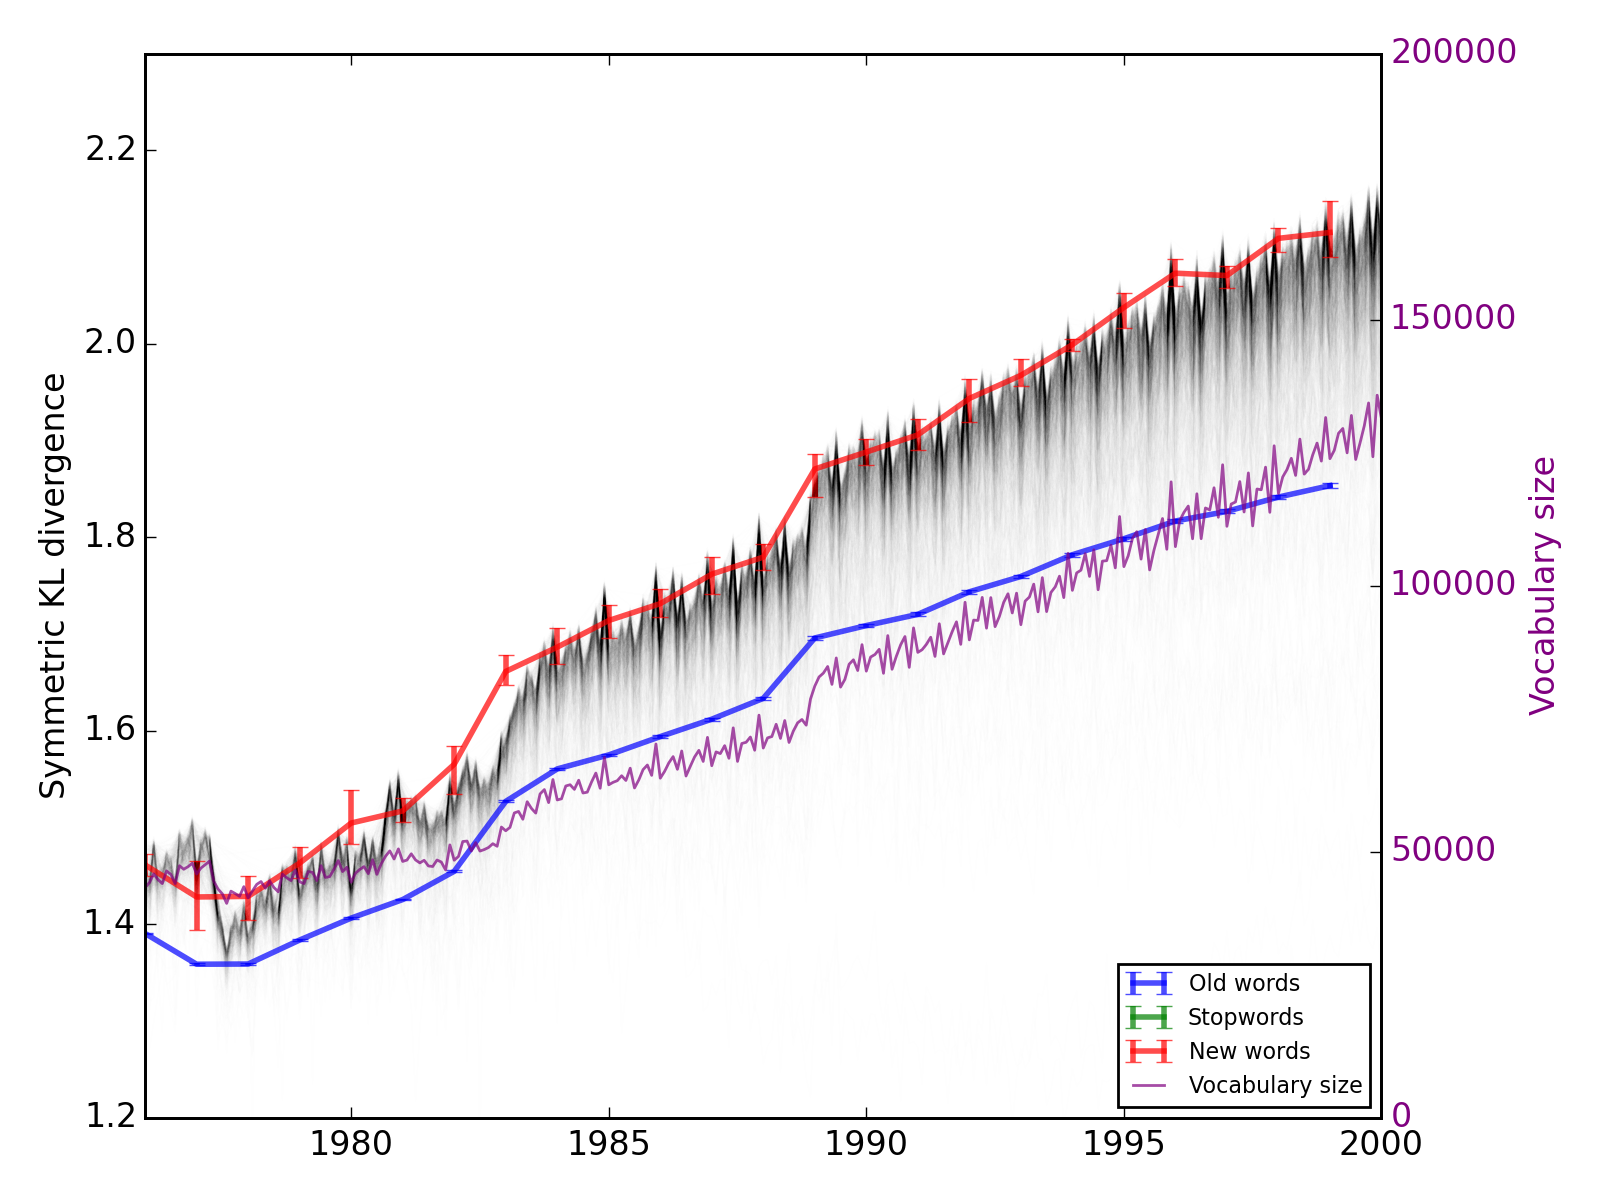 200000
2.2
150000
2.0
Symmetric KL divergence
1.8
100000
Vocabulary size
1.6
50000
1.4
Old words
Stopwords
New words
Vocabulary size
1.2
0
1980
1985
1990
1995
2000